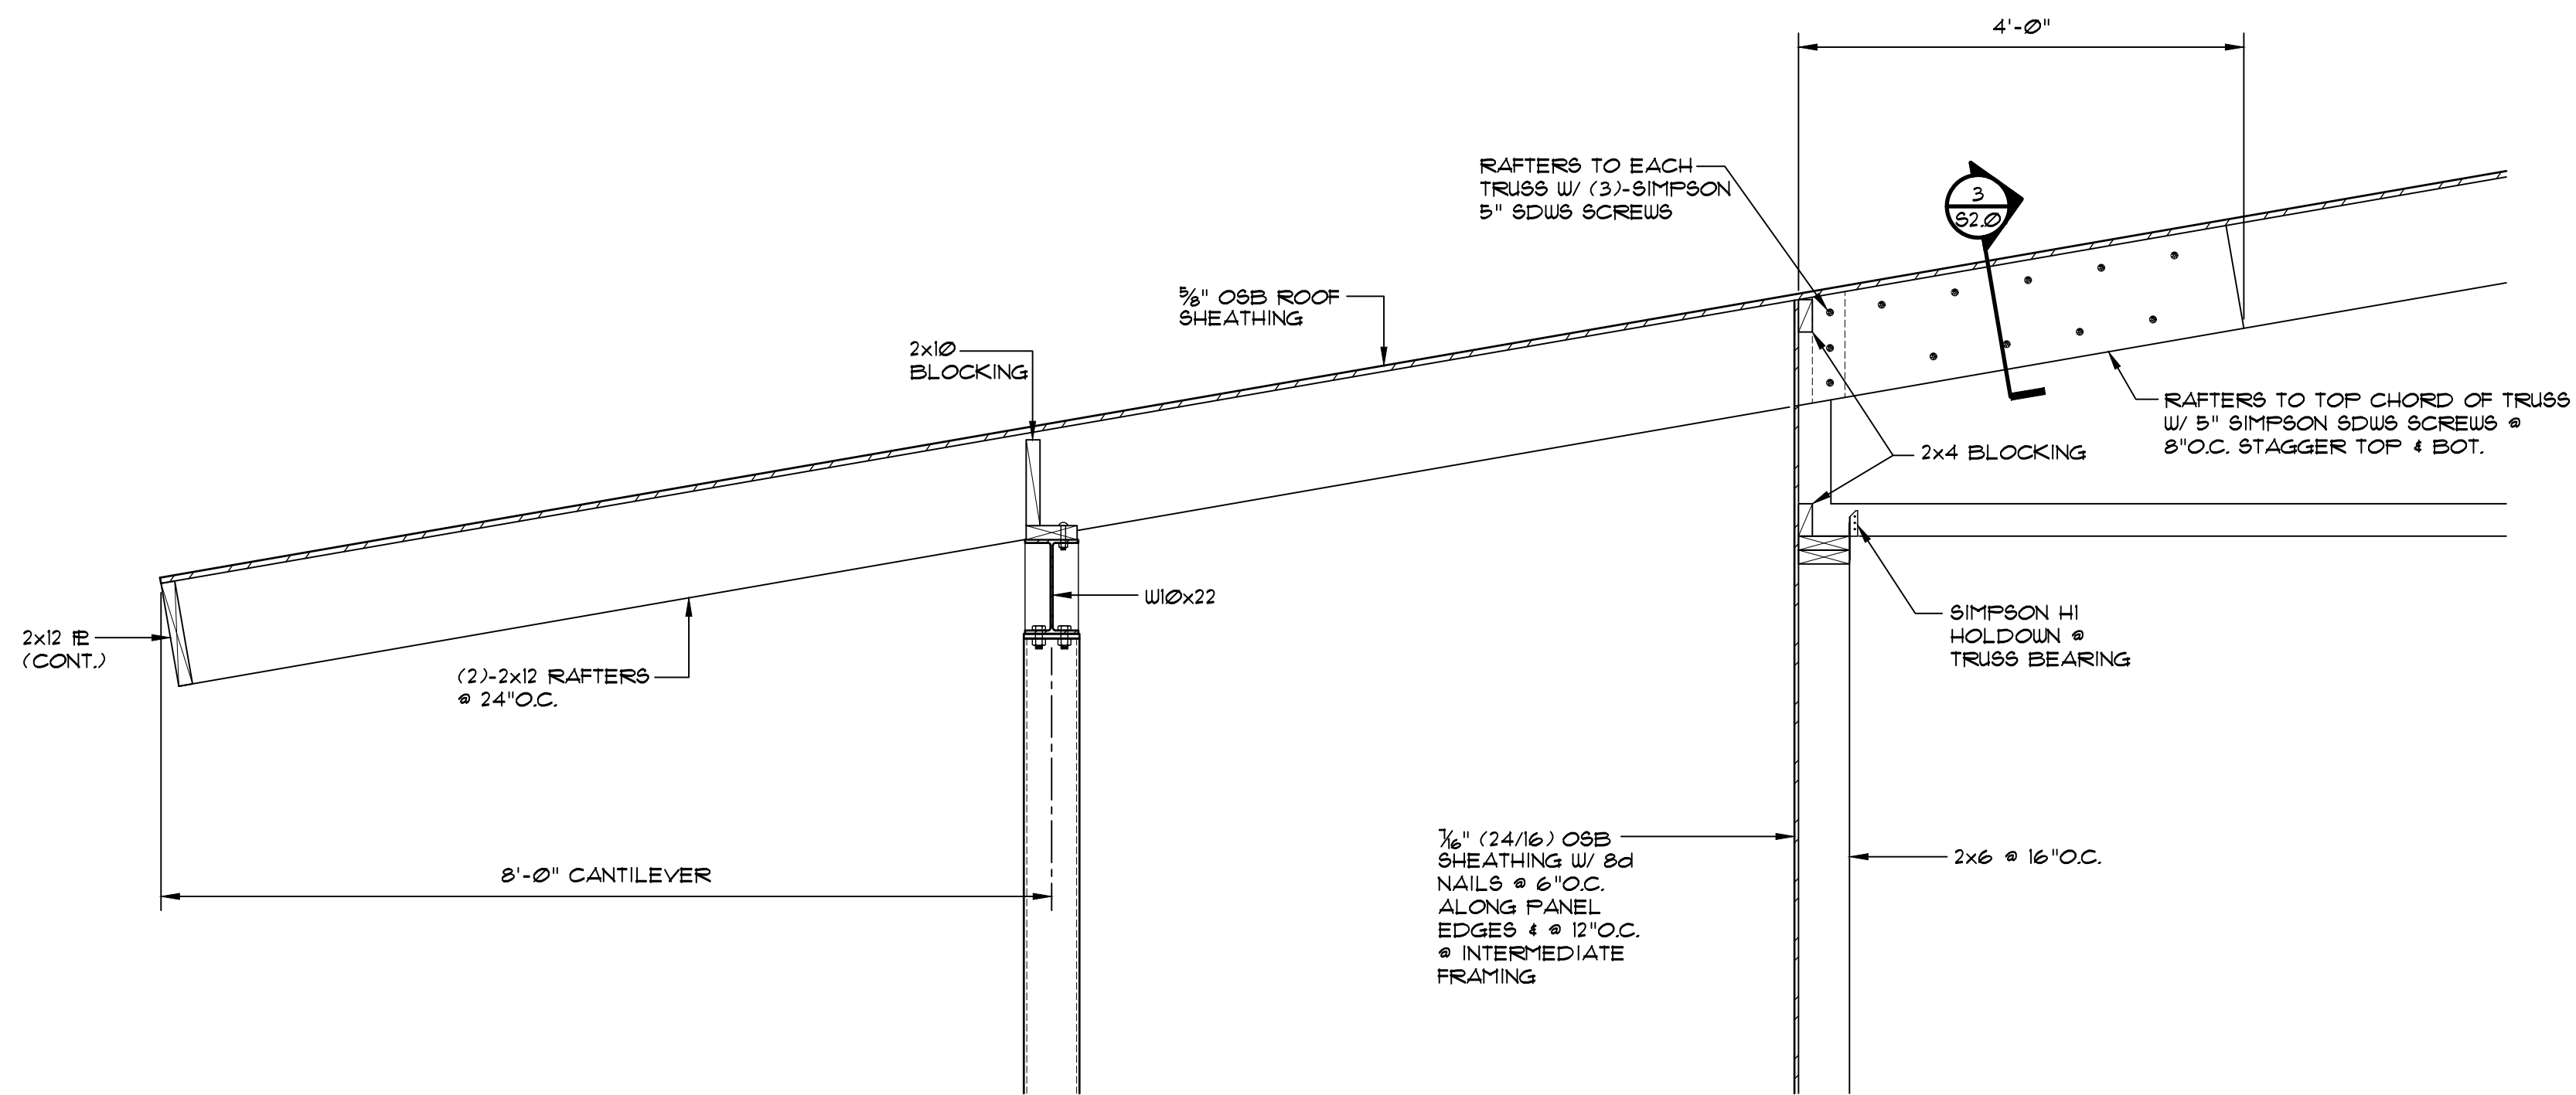 4'-0"
RAFTERS TO EACH
TRUSS W/ (3)-SIMPSON
5" SDWS SCREWS
3
S2.0
5/8" OSB ROOF
SHEATHING
2x10
BLOCKING
RAFTERS TO TOP CHORD OF TRUSS
W/ 5" SIMPSON SDWS SCREWS @
8"O.C. STAGGER TOP & BOT.
2x4 BLOCKING
W10x22
2x12 PL
(CONT.)
(2)-2x12 RAFTERS
@ 24"O.C.
SIMPSON H1
HOLDOWN @
TRUSS BEARING
8'-0" CANTILEVER
7/16" (24/16) OSB
SHEATHING W/ 8d
NAILS @ 6"O.C.
ALONG PANEL
EDGES & @ 12"O.C.
@ INTERMEDIATE
FRAMING
2x6 @ 16"O.C.